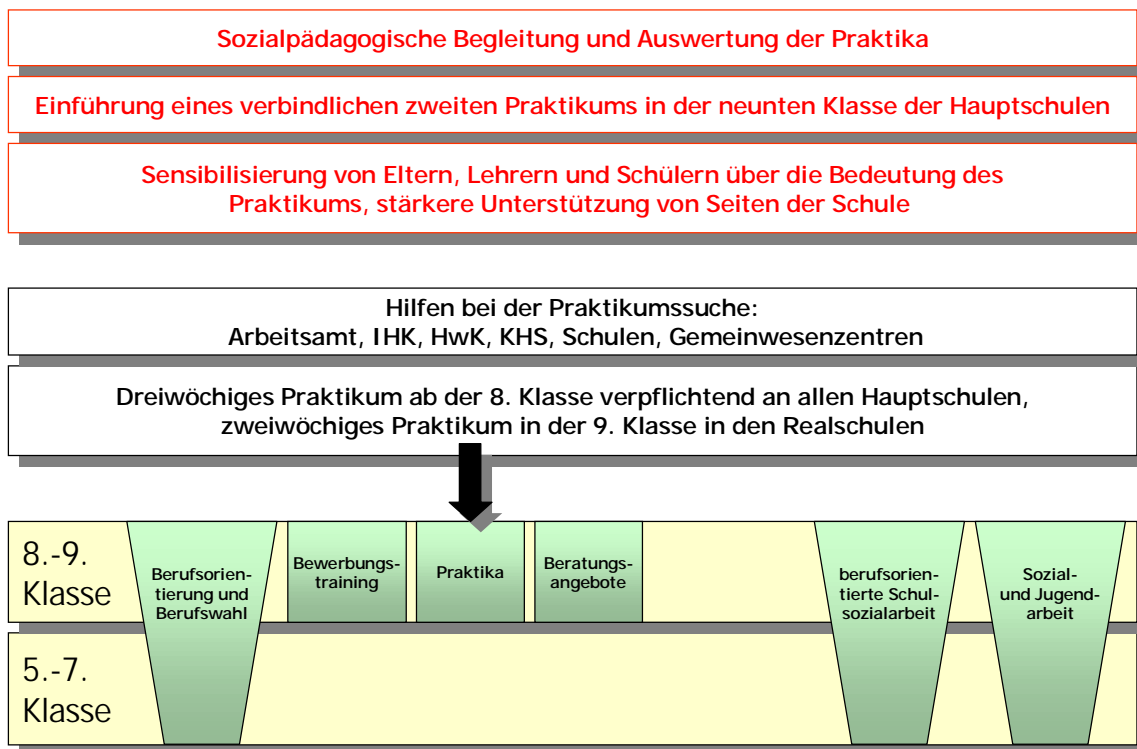 Sozialpädagogische Begleitung und Auswertung der Praktika
Einführung eines verbindlichen zweiten Praktikums in der neunten Klasse der Hauptschulen
Sensibilisierung von Eltern, Lehrern und Schülern über die Bedeutung des
Praktikums, stärkere Unterstützung von Seiten der Schule
Hilfen bei der Praktikumssuche:
Arbeitsamt, IHK, HwK, KHS, Schulen, Gemeinwesenzentren
Dreiwöchiges Praktikum ab der 8. Klasse verpflichtend an allen Hauptschulen,
zweiwöchiges Praktikum in der 9. Klasse in den Realschulen
8.-9.
Klasse
Berufsorien-
tierung und
Berufswahl
Bewerbungs-
training
Praktika
Beratungs-
angebote
berufsorien-
tierte Schul-
sozialarbeit
Sozial-
und Jugend-
arbeit
5.-7.
Klasse